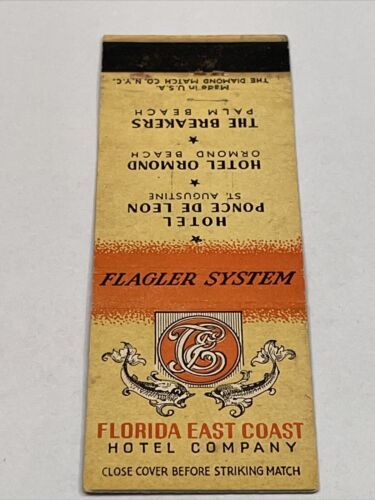 THE DIAMOND MATCH CO. N.Y.C.
Made in U.S.A.
PALM BEACH
THE BREAKERS
ORMOND BEACH
HOTEL ORMOND
ST. AUGUSTINE
PONCE DE LEON
HOTEL
FLAGLER SYSTEM
FLORIDA EAST COAST
HOTEL COMPANY
CLOSE COVER BEFORE STRIKING MATCH